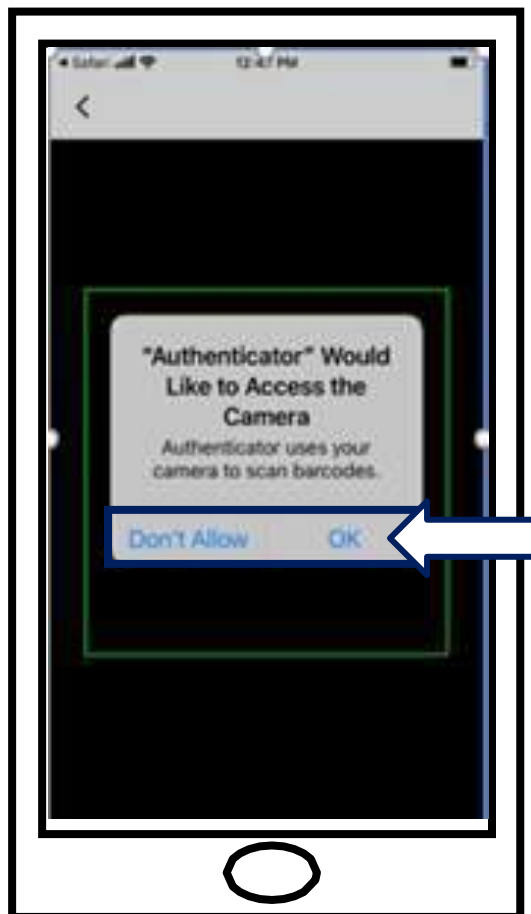 Safari 12:47 PM
"Authenticator" Would
Like to Access the
Camera
Authenticator uses your
camera to scan barcodes.
Don't Allow OK